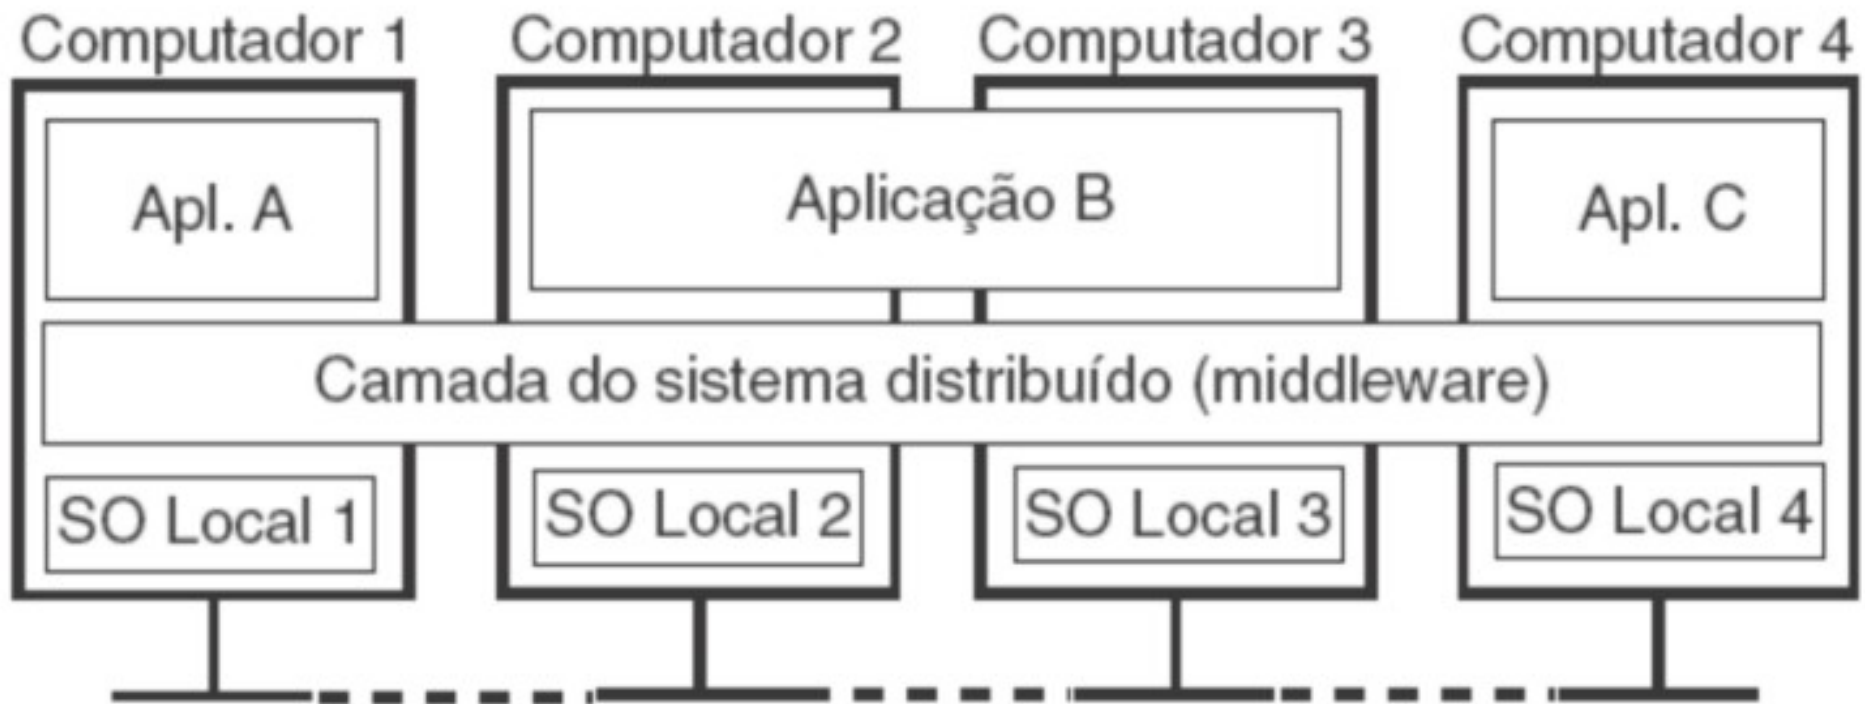 Computador 1
Computador 2
Computador 3
Computador 4
Apl. A
Aplicação B
Apl. C
Camada do sistema distribuído (middleware)
SO Local 1
SO Local 2
SO Local 3
SO Local 4